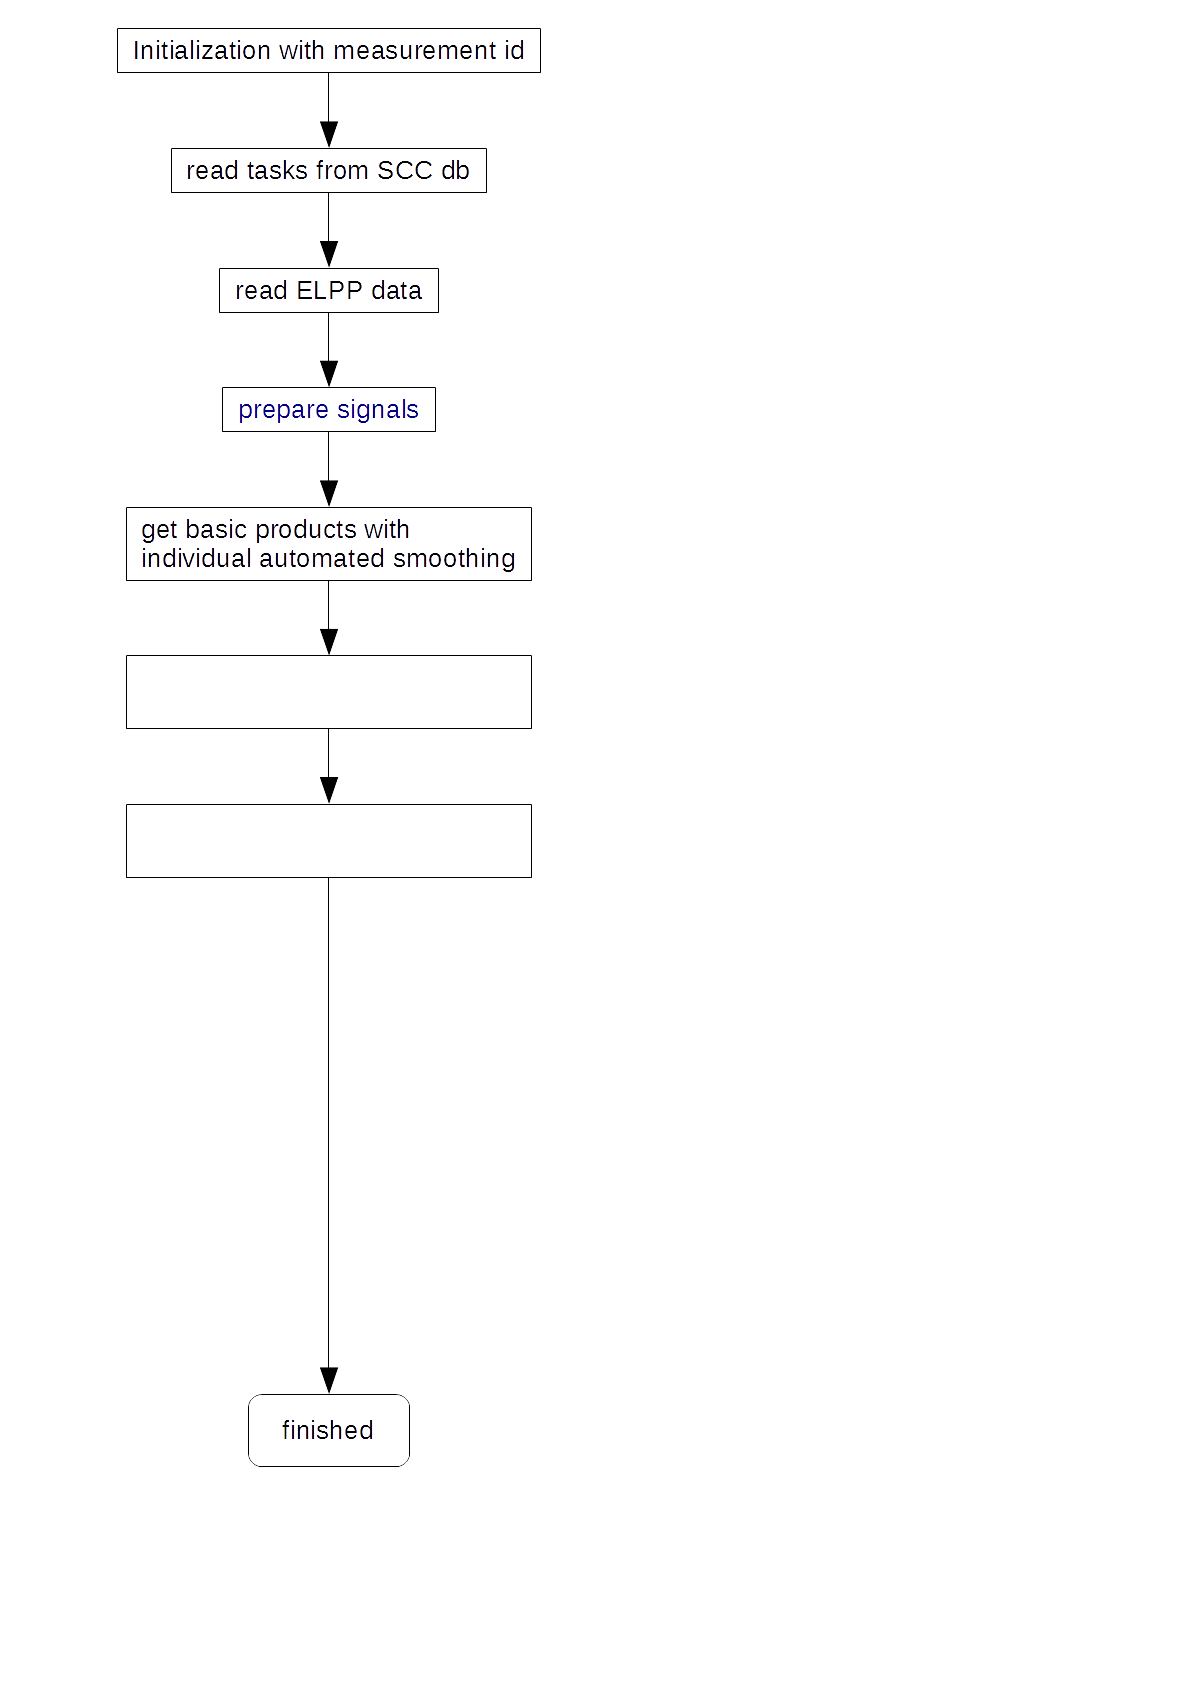 Initialization with measurement id
read tasks from SCC db
read ELPP data
prepare signals
get basic products with
individual automated smoothing
finished